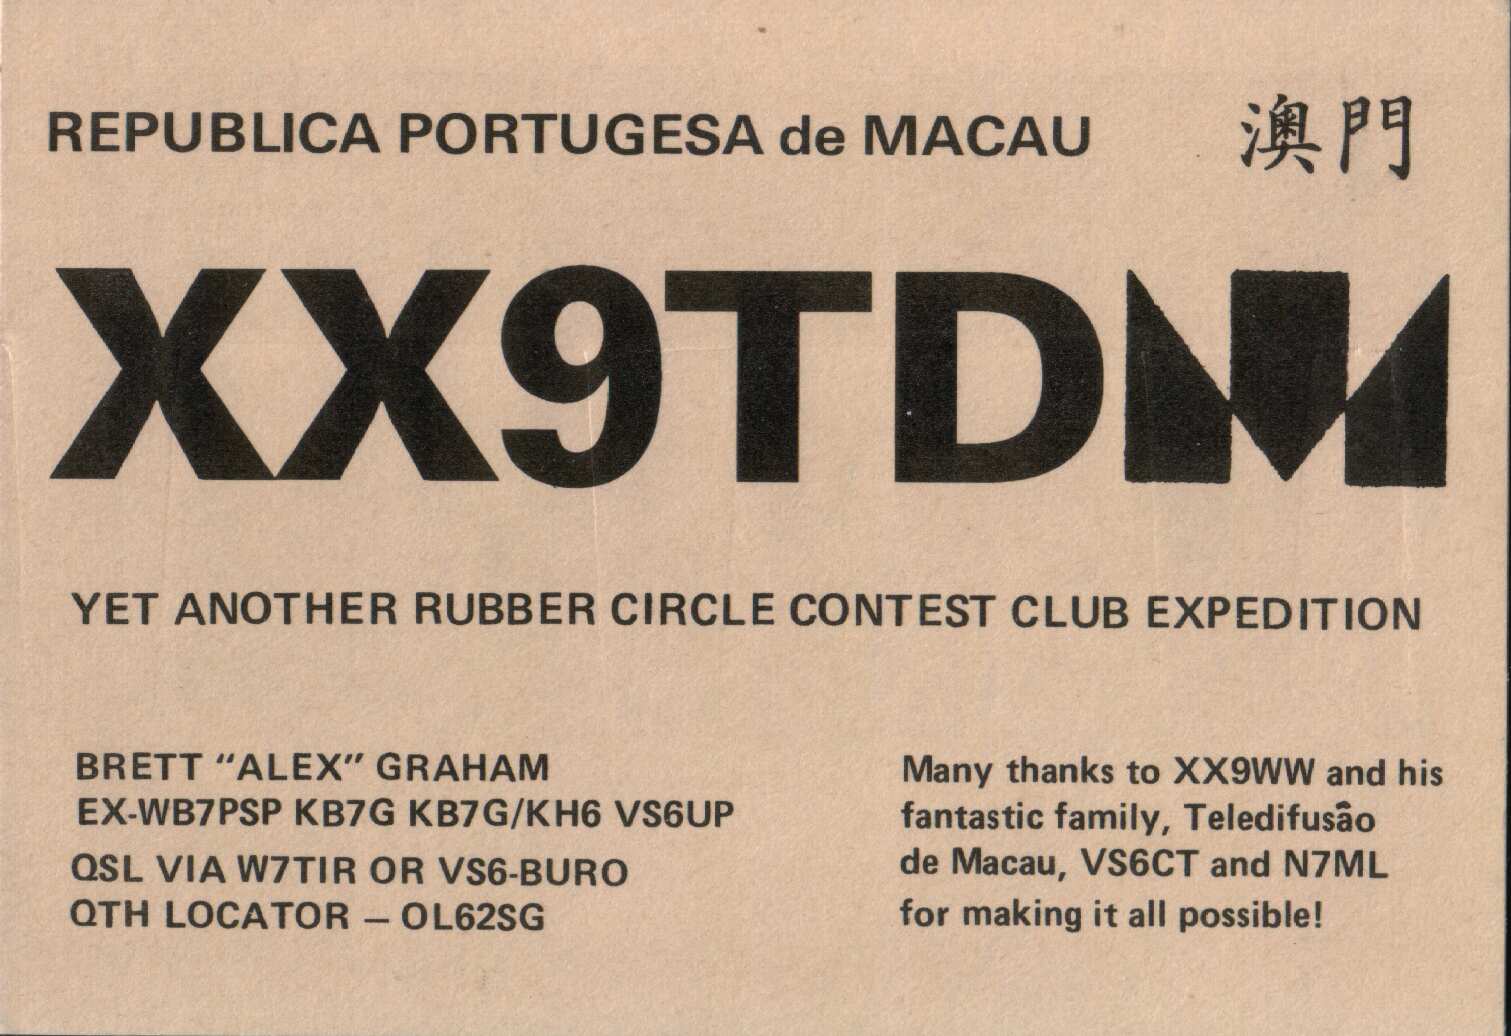 REPUBLICA PORTUGESA de MACAU 澳門
XX9TDM
YET ANOTHER RUBBER CIRCLE CONTEST CLUB EXPEDITION
BRETT “ALEX” GRAHAM
EX-WB7PSP KB7G KB7G/KH6 VS6UP
QSL VIA W7TIR OR VS6-BURO
QTH LOCATOR – OL62SG
Many thanks to XX9WW and his
fantastic family, Teledifusão
de Macau, VS6CT and N7ML
for making it all possible!